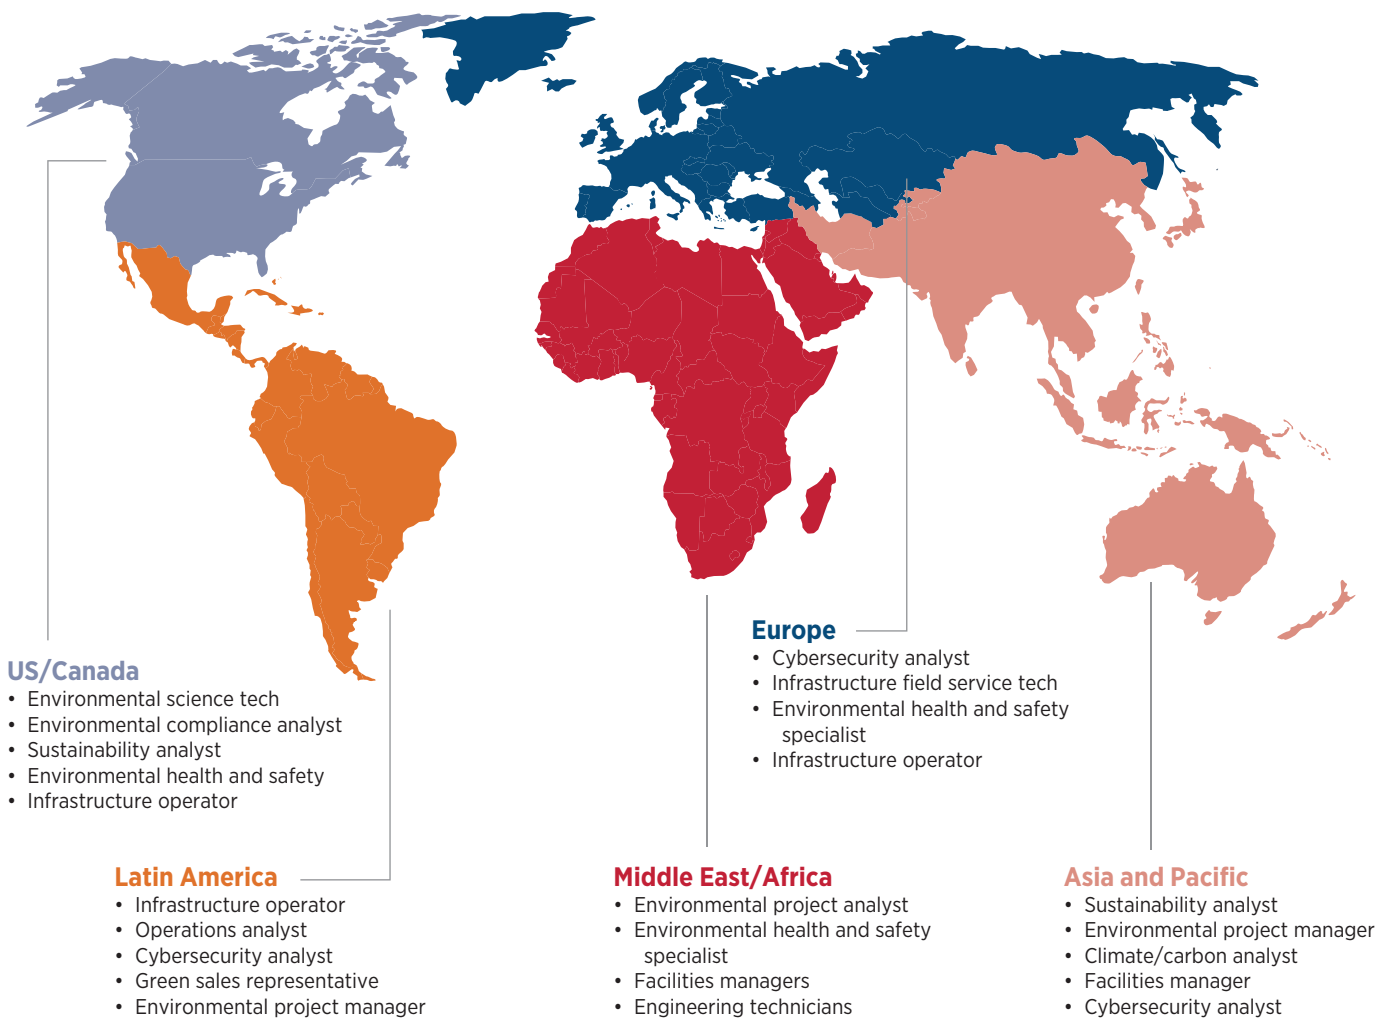 US/Canada
• Environmental science tech
• Environmental compliance analyst
• Sustainability analyst
• Environmental health and safety
• Infrastructure operator
Latin America
• Infrastructure operator
• Operations analyst
• Cybersecurity analyst
• Green sales representative
• Environmental project manager
Europe
• Cybersecurity analyst
• Infrastructure field service tech
• Environmental health and safety
specialist
• Infrastructure operator
Middle East/Africa
• Environmental project analyst
• Environmental health and safety
specialist
• Facilities managers
• Engineering technicians
Asia and Pacific
• Sustainability analyst
• Environmental project manager
• Climate/carbon analyst
• Facilities manager
• Cybersecurity analyst